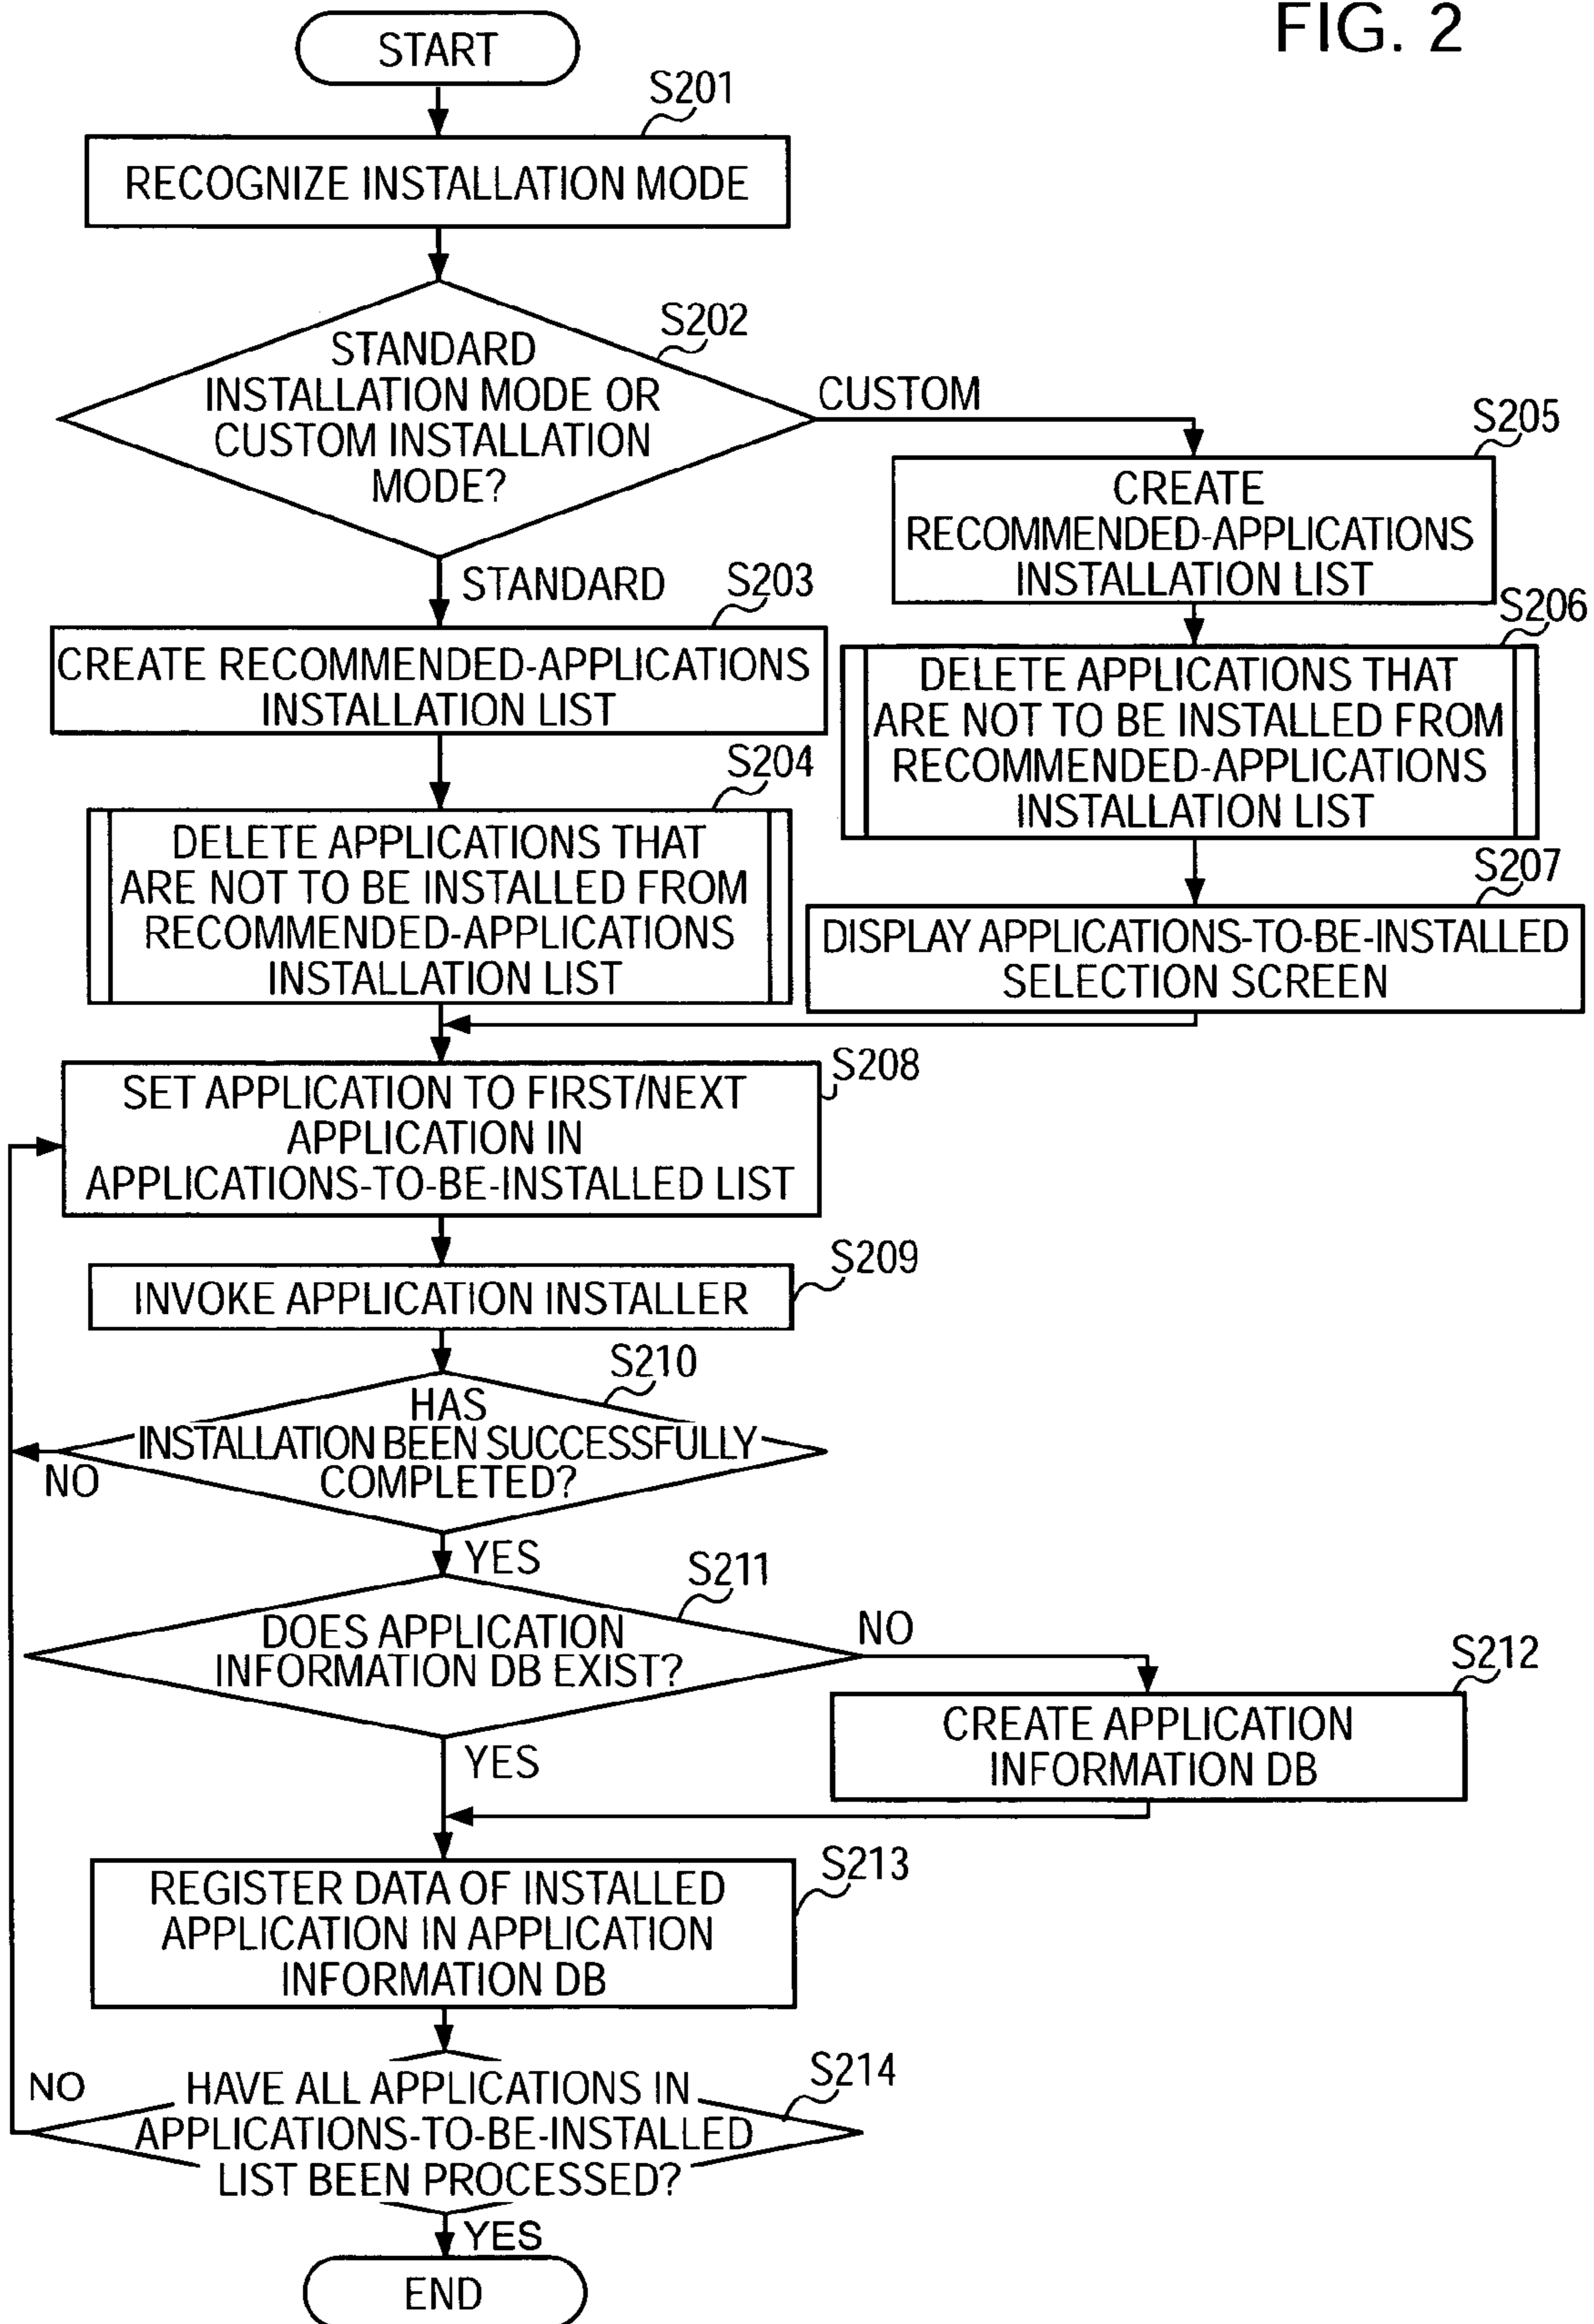 FIG. 2
START
S201
RECOGNIZE INSTALLATION MODE
S202
STANDARD
INSTALLATION MODE OR
CUSTOM INSTALLATION
MODE?
CUSTOM
STANDARD
S205
CREATE
RECOMMENDED-APPLICATIONS
INSTALLATION LIST
S203
CREATE RECOMMENDED-APPLICATIONS
INSTALLATION LIST
S206
DELETE APPLICATIONS THAT
ARE NOT TO BE INSTALLED FROM
RECOMMENDED-APPLICATIONS
INSTALLATION LIST
S204
DELETE APPLICATIONS THAT
ARE NOT TO BE INSTALLED FROM
RECOMMENDED-APPLICATIONS
INSTALLATION LIST
S207
DISPLAY APPLICATIONS-TO-BE-INSTALLED
SELECTION SCREEN
S208
SET APPLICATION TO FIRST/NEXT
APPLICATION IN
APPLICATIONS-TO-BE-INSTALLED LIST
S209
INVOKE APPLICATION INSTALLER
S210
HAS
INSTALLATION BEEN SUCCESSFULLY
COMPLETED?
NO
YES
S211
DOES APPLICATION
INFORMATION DB EXIST?
NO
S212
CREATE APPLICATION
INFORMATION DB
YES
S213
REGISTER DATA OF INSTALLED
APPLICATION IN APPLICATION
INFORMATION DB
S214
NO
HAVE ALL APPLICATIONS IN
APPLICATIONS-TO-BE-INSTALLED
LIST BEEN PROCESSED?
YES
END